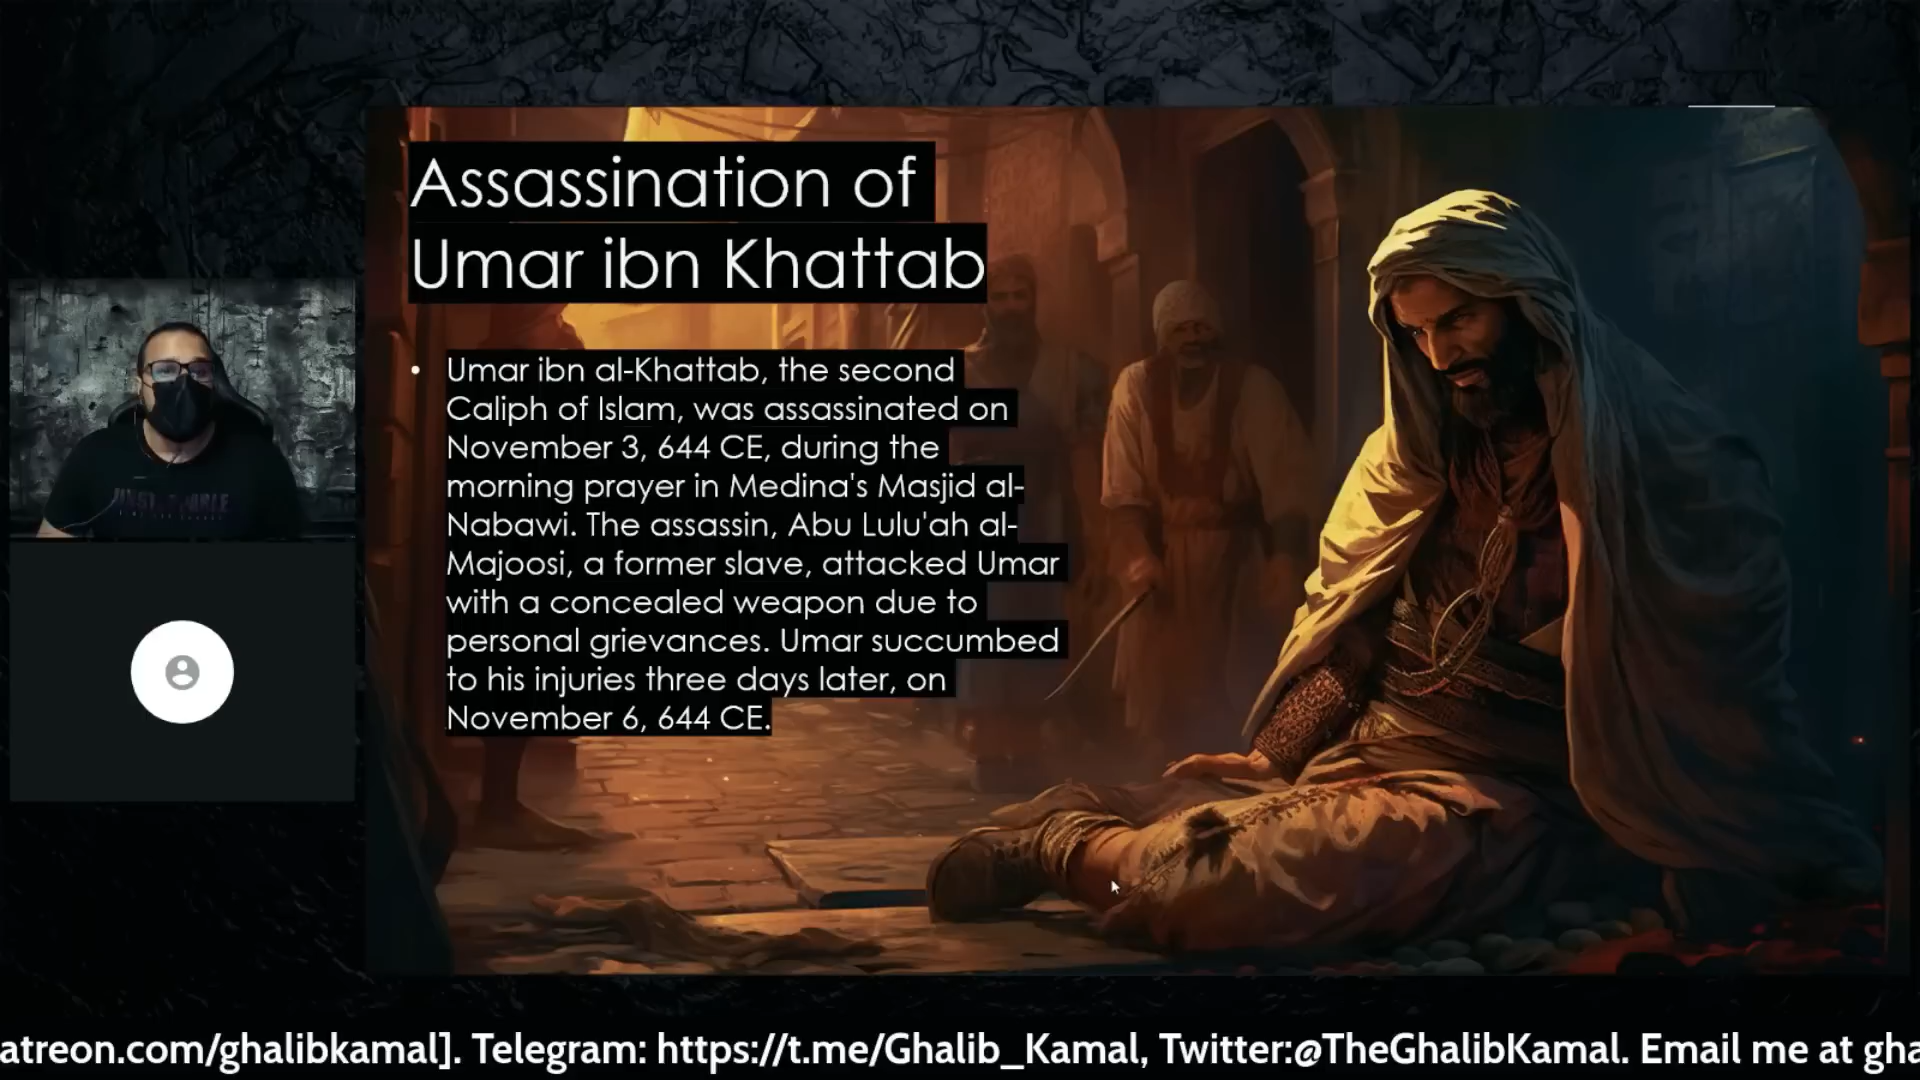 Assassination of
Umar ibn Khattab
• Umar ibn al-Khattab, the second
Caliph of Islam, was assassinated on
November 3, 644 CE, during the
morning prayer in Medina's Masjid al-
Nabawi. The assassin, Abu Lulu'ah al-
Majoosi, a former slave, attacked Umar
with a concealed weapon due to
personal grievances. Umar succumbed
to his injuries three days later, on
November 6, 644 CE.
atreon.com/ghalibkamal]. Telegram: https://t.me/Ghalib_Kamal, Twitter:@TheGhalibKamal. Email me at gha